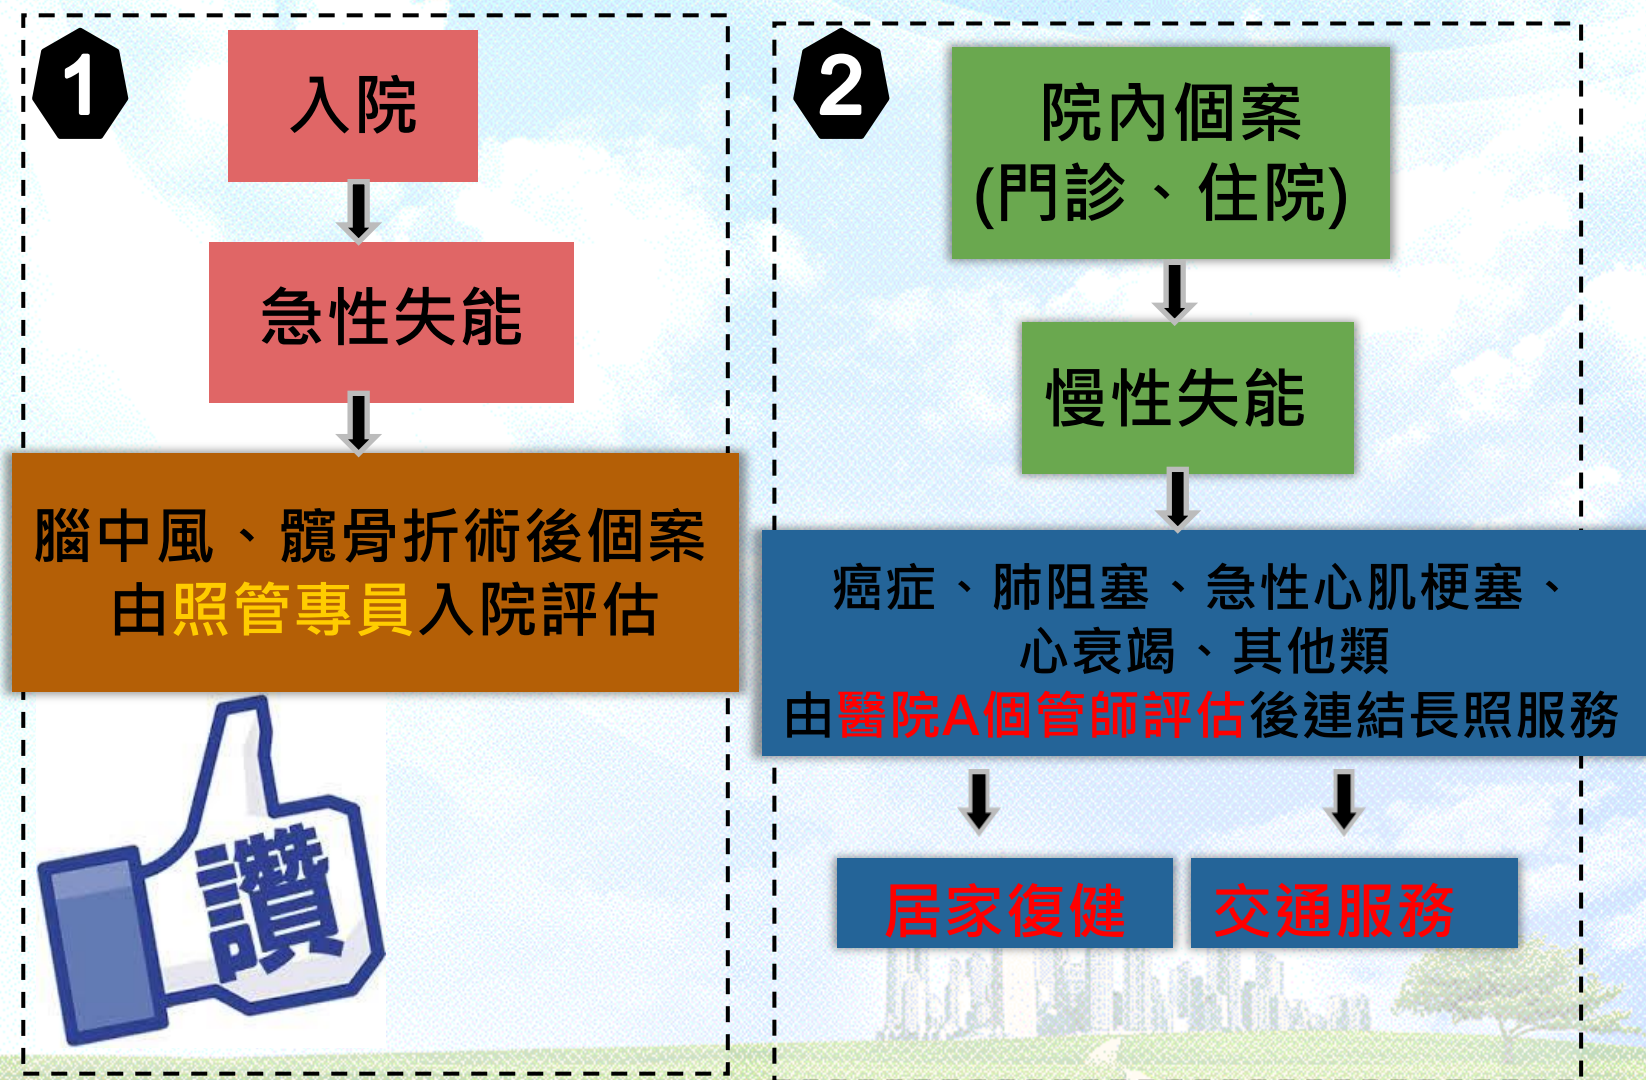 1
入院
急性失能
腦中風、髖骨折術後個案
由照管專員入院評估
讚
2
院內個案
(門診、住院)
慢性失能
癌症、肺阻塞、急性心肌梗塞、
心衰竭、其他類
由醫院A個管師評估後連結長照服務
居家復健
交通服務